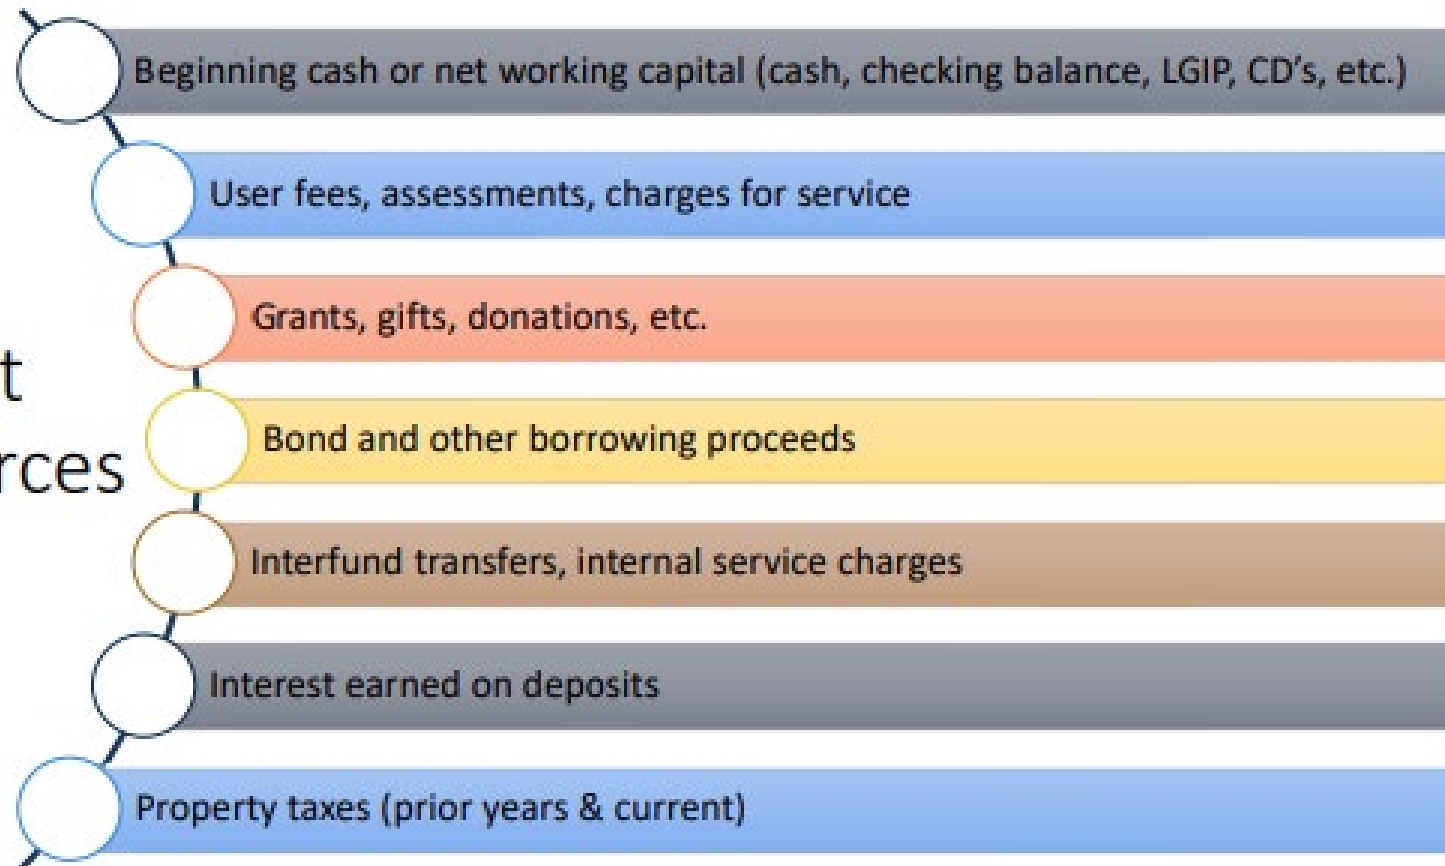 Beginning cash or net working capital (cash, checking balance, LGIP, CD's, etc.)
User fees, assessments, charges for service
Grants, gifts, donations, etc.
Bond and other borrowing proceeds
Interfund transfers, internal service charges
Interest earned on deposits
Property taxes (prior years & current)